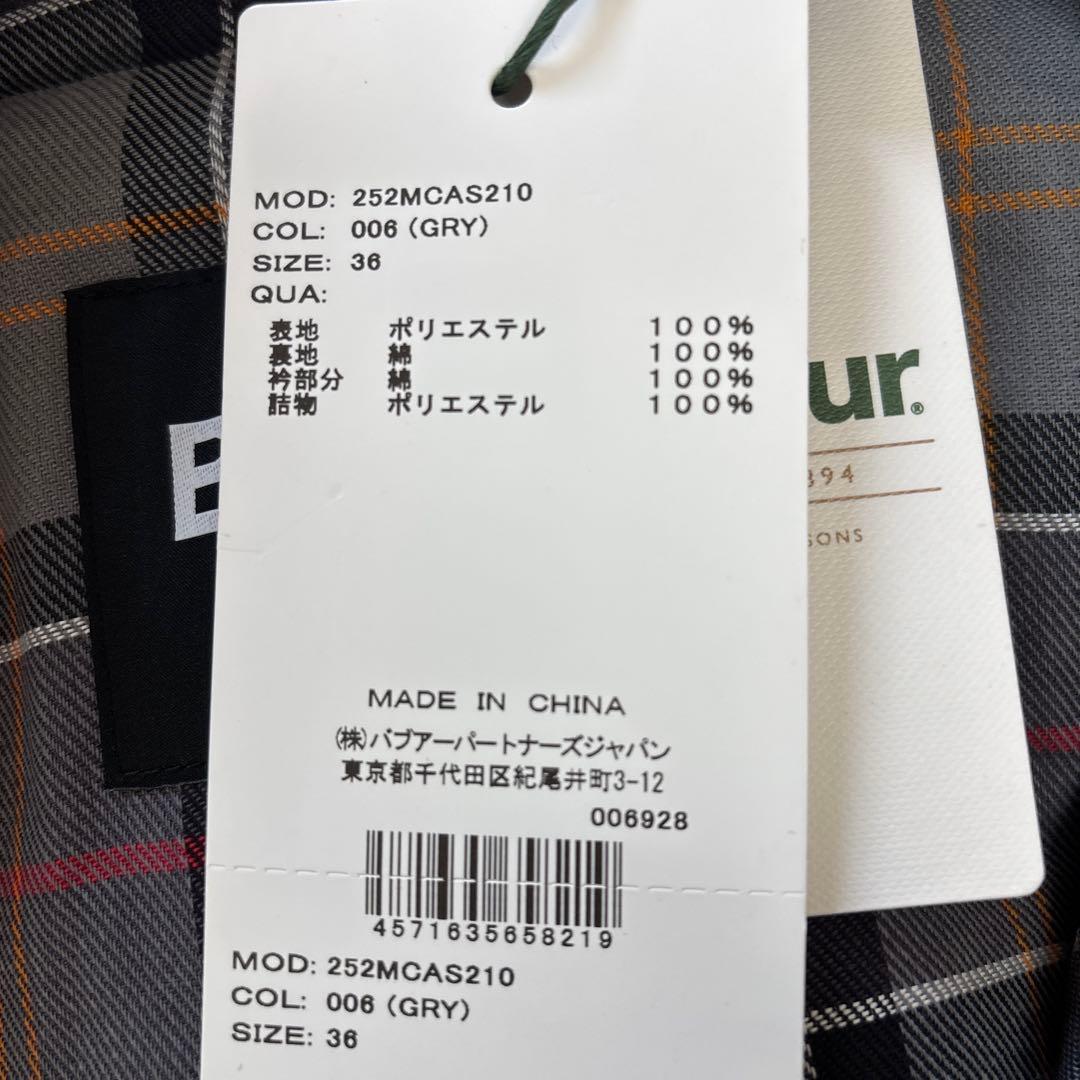 MOD: 252MCAS210
COL: 006 (GRY)
SIZE: 36
QUA:
表地 ポリエステル 100%
裏地 綿 100%
衿部分 綿 100%
詰物 ポリエステル 100%
MADE IN CHINA
(株)バブアーパートナーズジャパン
東京都千代田区紀尾井町3-12
006928
4571635658219
MOD: 252MCAS210
COL: 006 (GRY)
SIZE: 36
B
ur®
894
SONS